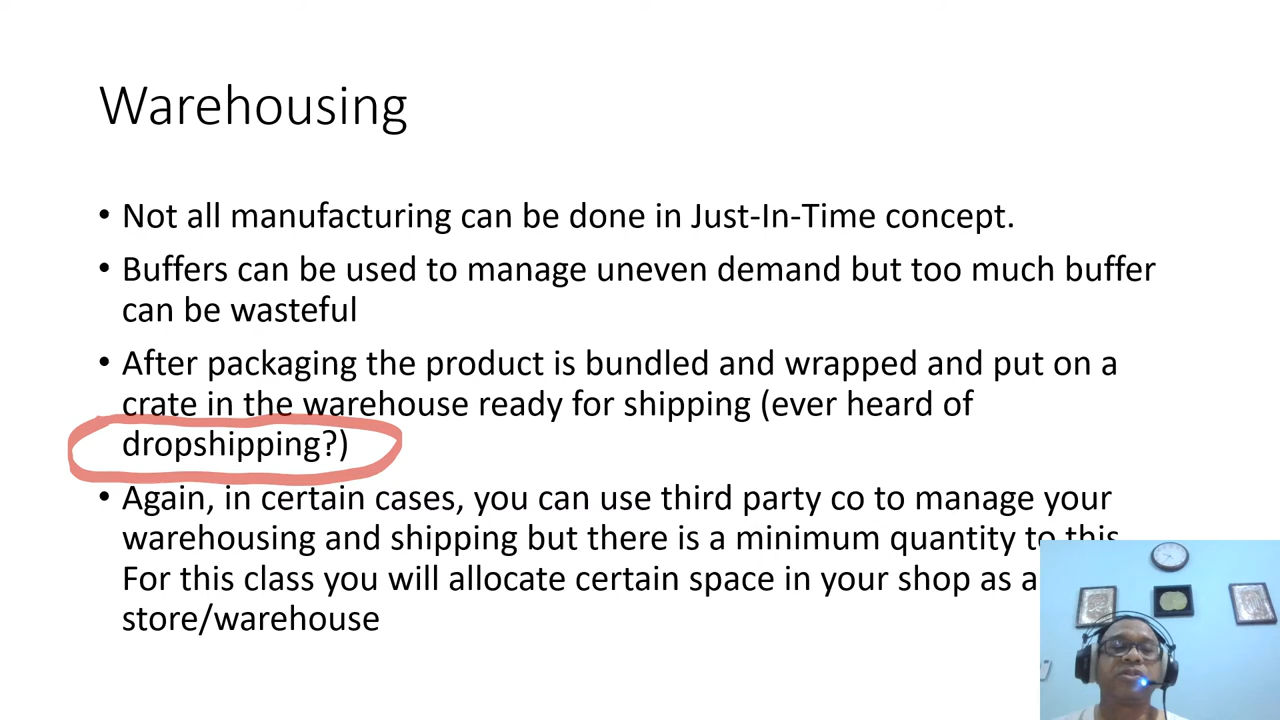 Warehousing
• Not all manufacturing can be done in Just-In-Time concept.
• Buffers can be used to manage uneven demand but too much buffer
can be wasteful
• After packaging the product is bundled and wrapped and put on a
crate in the warehouse ready for shipping (ever heard of
dropshipping?)
• Again, in certain cases, you can use third party co to manage your
warehousing and shipping but there is a minimum quantity to this
For this class you will allocate certain space in your shop as a
store/warehouse